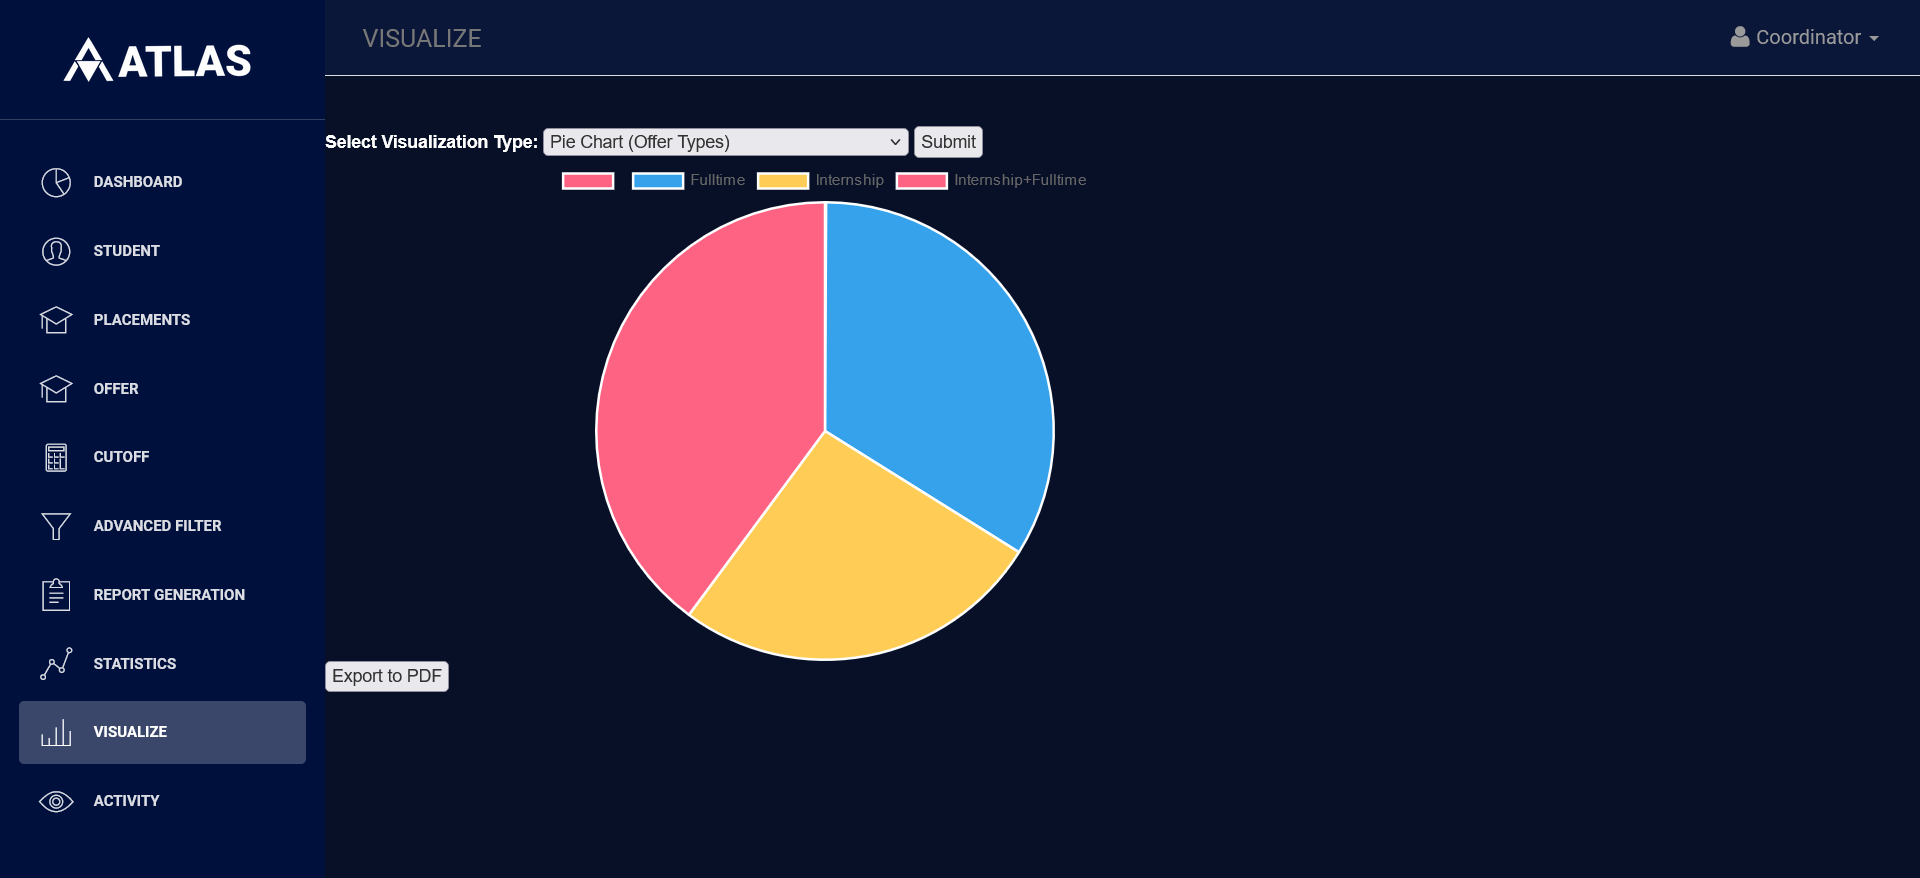 ATLAS
VISUALIZE
Coordinator
DASHBOARD
STUDENT
PLACEMENTS
OFFER
CUTOFF
ADVANCED FILTER
REPORT GENERATION
STATISTICS
VISUALIZE
ACTIVITY
Select Visualization Type: Pie Chart (Offer Types) Submit
Fulltime Internship Internship+Fulltime
Export to PDF